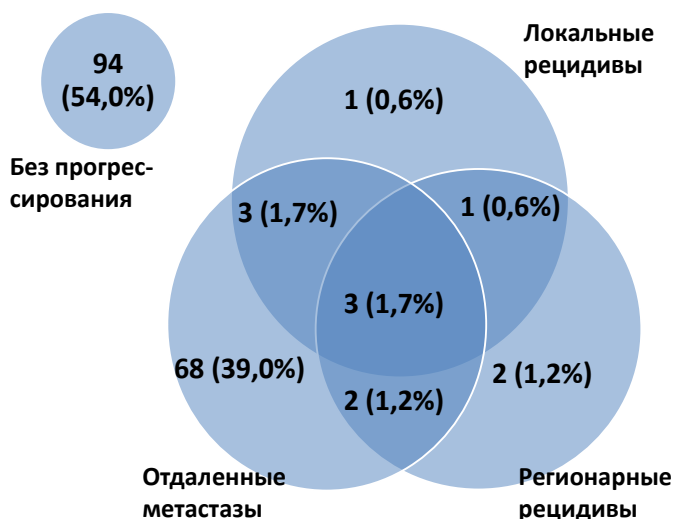 94
(54,0%)
Без прогрес-
сирования
Локальные
рецидивы
1 (0,6%)
3 (1,7%)
1 (0,6%)
3 (1,7%)
68 (39,0%)
2 (1,2%)
2 (1,2%)
Отдаленные
метастазы
Регионарные
рецидивы